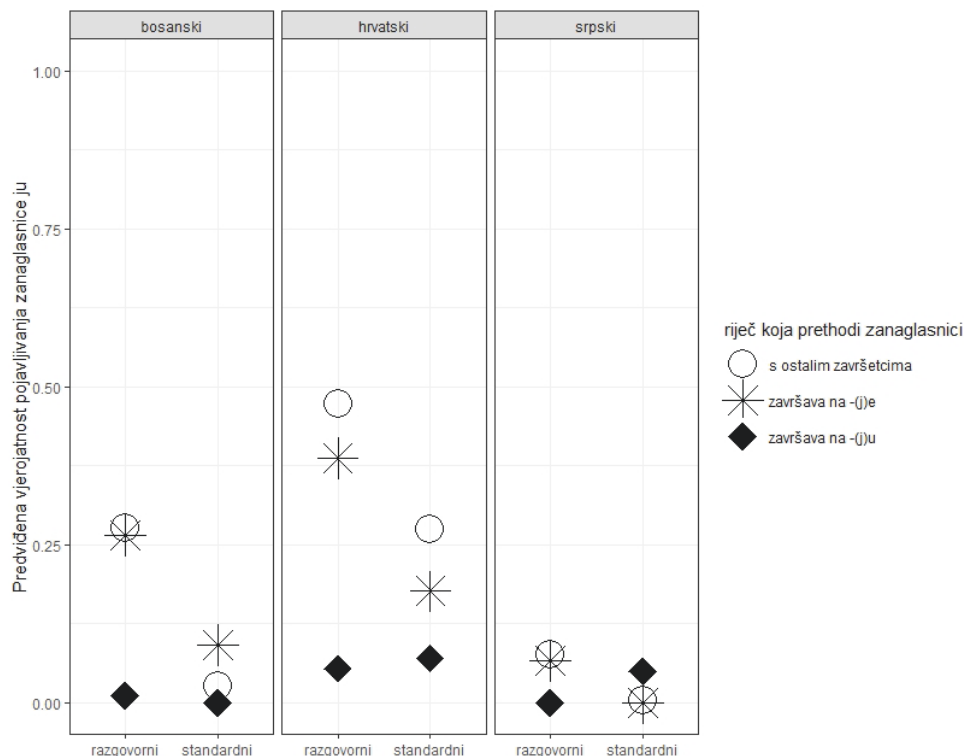 bosanski
hrvatski
srpski
Predviđena vjerojatnost pojavljivanja zanaglasnice ju
1.00
0.75
0.50
0.25
0.00
razgovorni standardni
razgovorni standardni
razgovorni standardni
riječ koja prethodi zanaglasnici
s ostalim završetcima
završava na -(j)e
završava na -(j)u